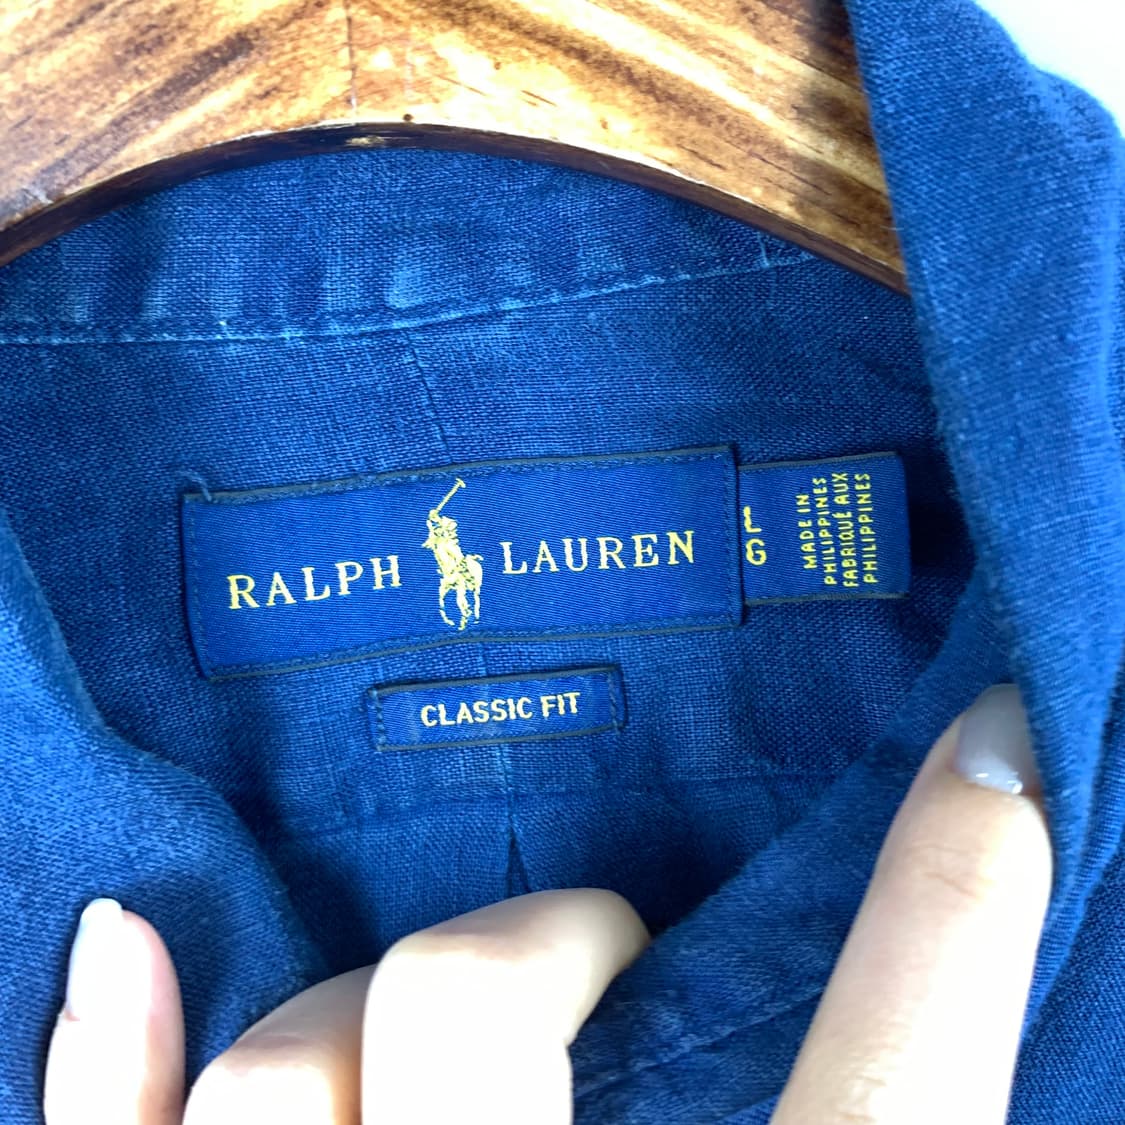 RALPH LAUREN
L
G
MADE IN
PHILIPPINES
FABRIQUÉ AUX
PHILIPPINES
CLASSIC FIT